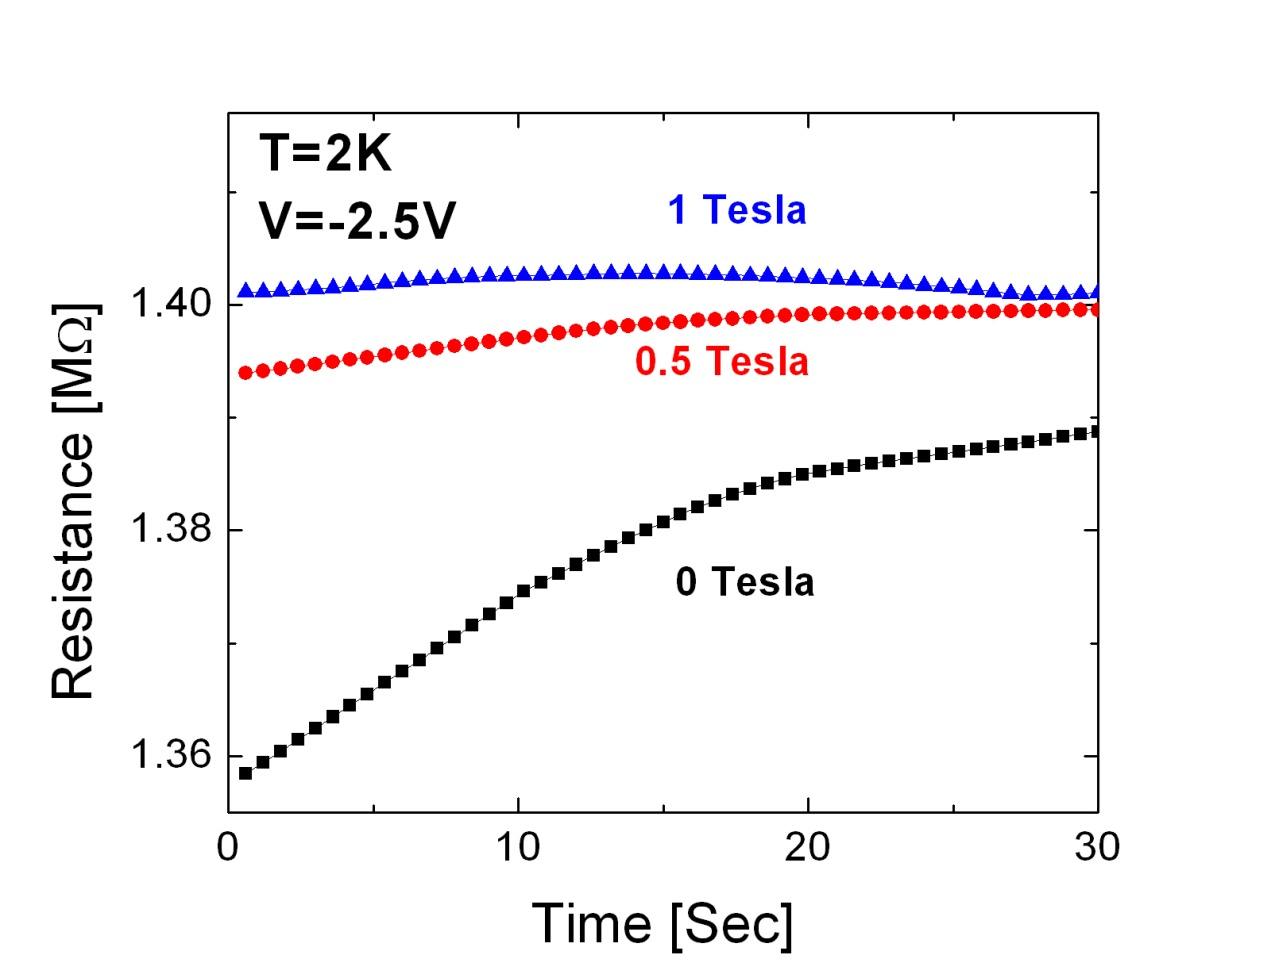 T=2K
V=-2.5V
1 Tesla
0.5 Tesla
0 Tesla
1.40
1.38
1.36
0
10
20
30
Resistance [MΩ]
Time [Sec]